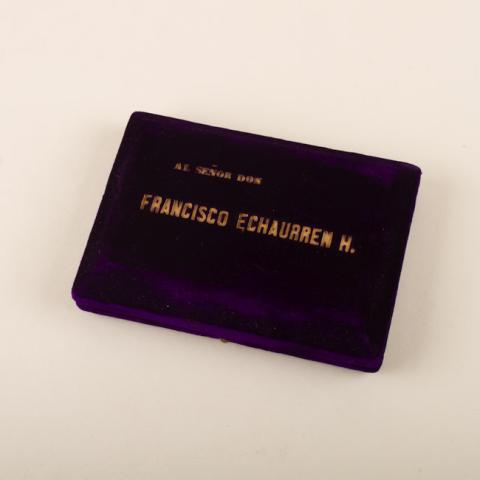 AL SEÑOR DON
FRANCISCO ECHAURREN H.